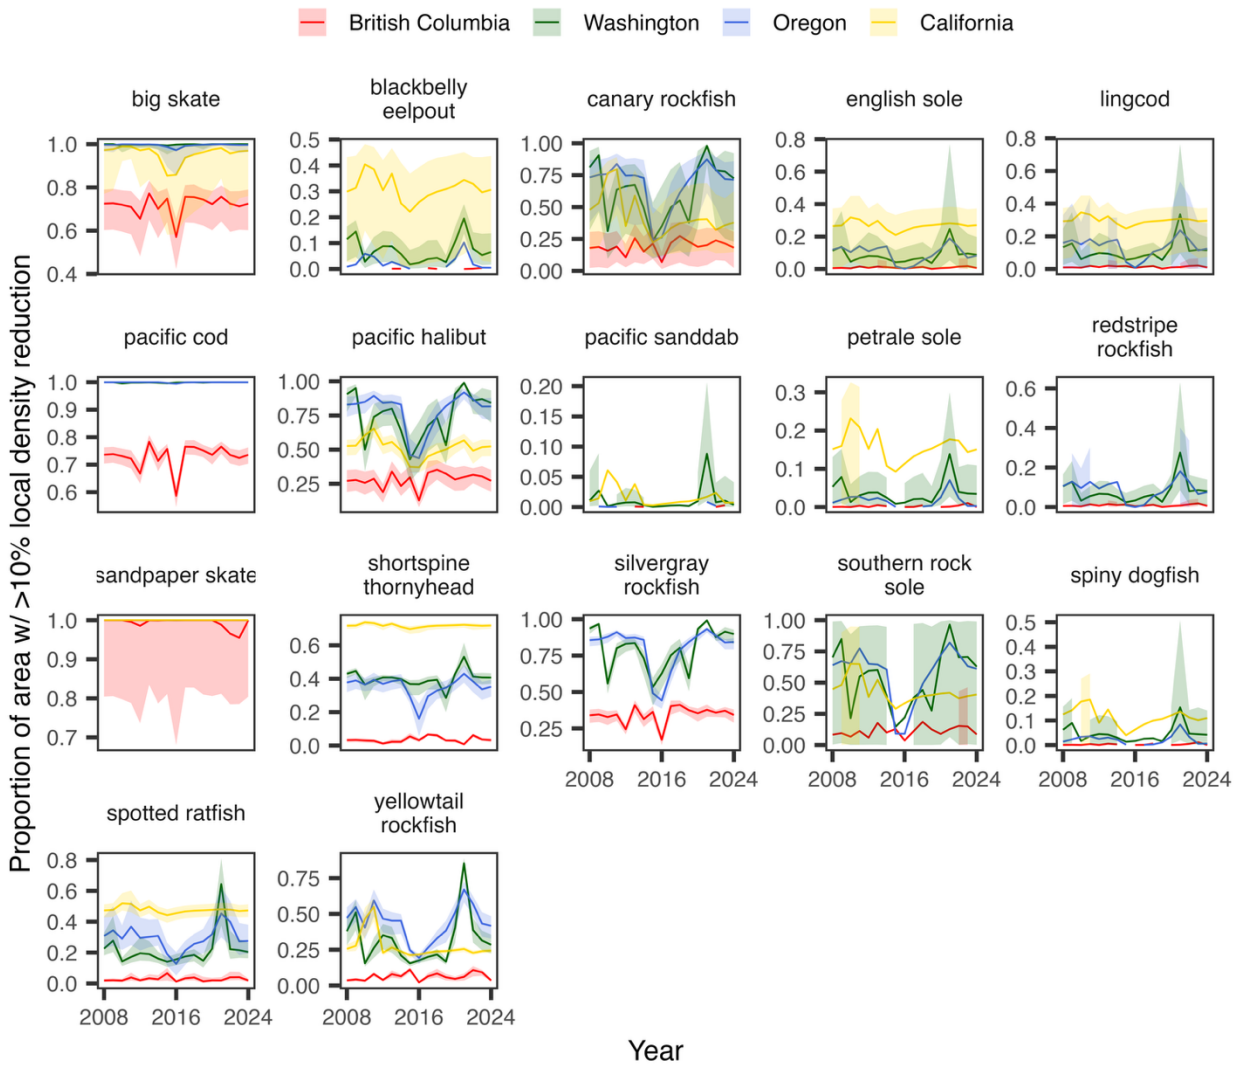 British Columbia Washington Oregon California
big skate
blackbelly
eelpout
canary rockfish
english sole
lingcod
1.0
0.8
0.6
0.4
0.5
0.4
0.3
0.2
0.1
0.0
1.00
0.75
0.50
0.25
0.00
0.8
0.6
0.4
0.2
0.0
0.8
0.6
0.4
0.2
0.0
pacific cod
pacific halibut
pacific sanddab
petrale sole
redstripe
rockfish
1.0
0.9
0.8
0.7
0.6
1.00
0.75
0.50
0.25
0.20
0.15
0.10
0.05
0.00
0.3
0.2
0.1
0.0
0.6
0.4
0.2
0.0
sandpaper skate
shortspine
thornyhead
silvergray
rockfish
southern rock
sole
spiny dogfish
1.0
0.9
0.8
0.7
0.6
0.4
0.2
0.0
1.00
0.75
0.50
0.25
2008 2016 2024
1.00
0.75
0.50
0.25
0.00
2008 2016 2024
0.5
0.4
0.3
0.2
0.1
0.0
2008 2016 2024
spotted ratfish
yellowtail
rockfish
0.8
0.6
0.4
0.2
0.0
2008 2016 2024
0.75
0.50
0.25
0.00
2008 2016 2024
Proportion of area w/ >10% local density reduction
Year